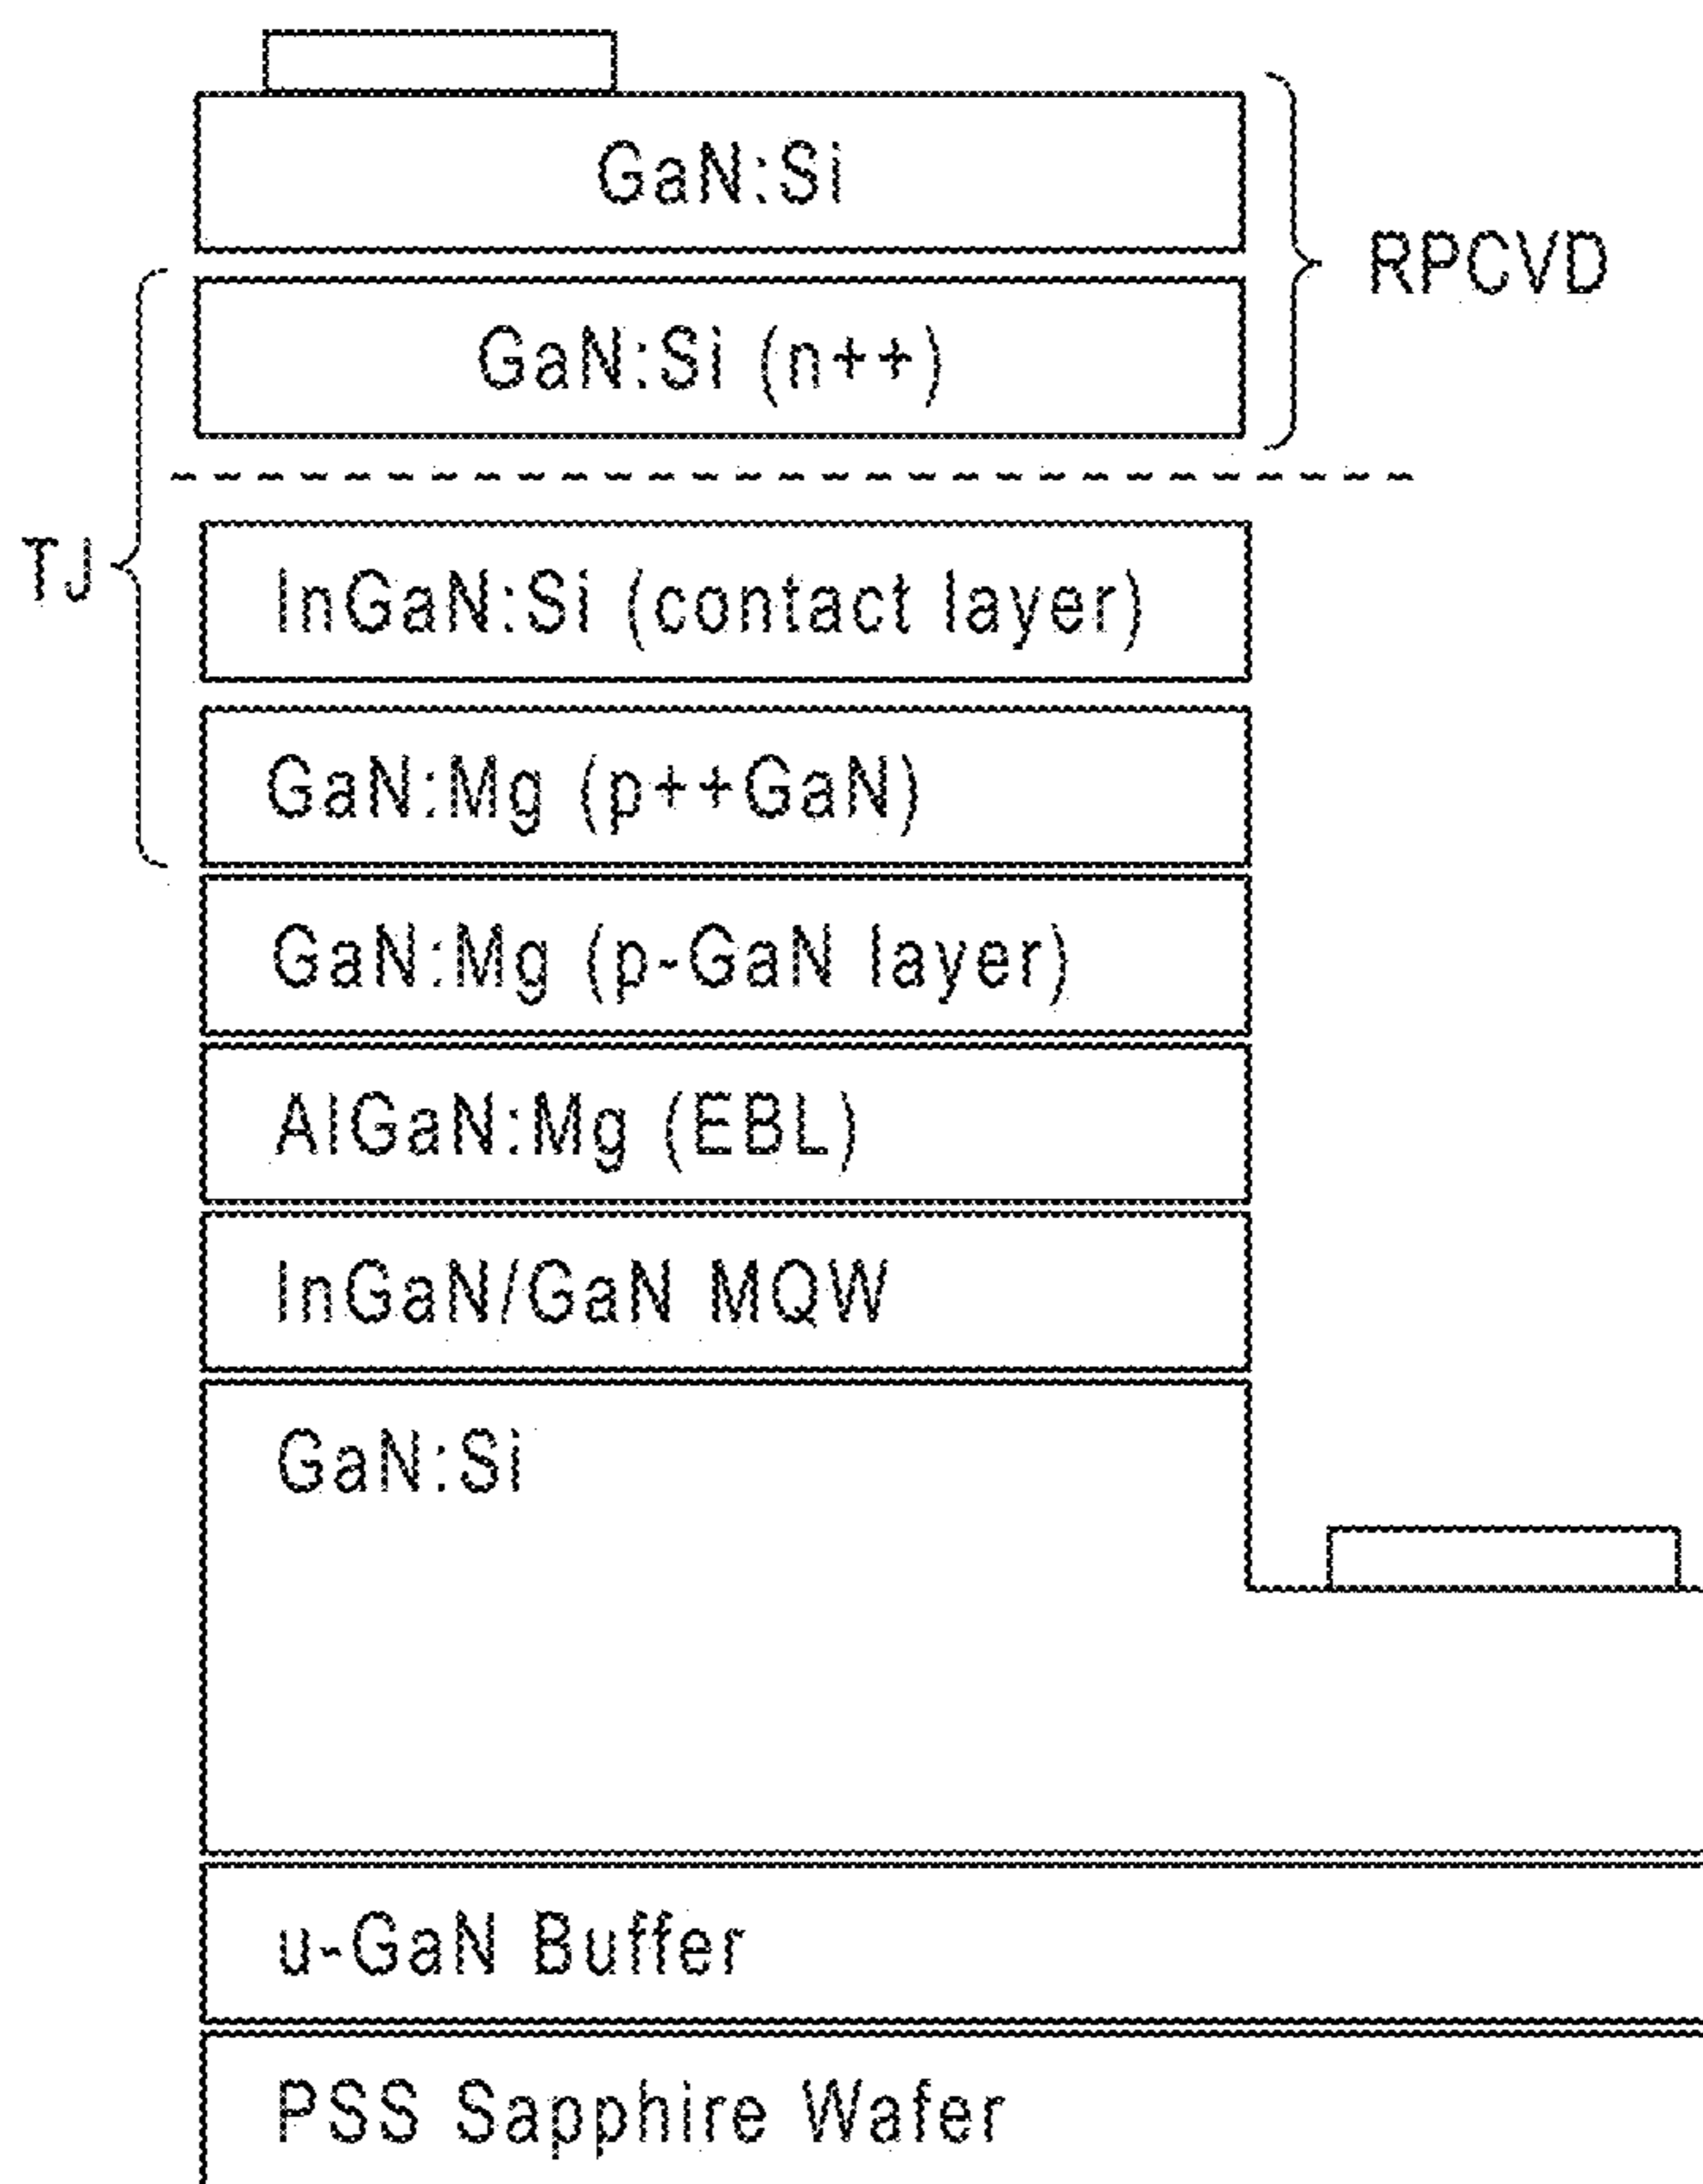 GaN:Si
RPCVD
GaN:Si (n++)
TJ
InGaN:Si (contact layer)
GaN:Mg (p++GaN)
GaN:Mg (p-GaN layer)
AlGaN:Mg (EBL)
InGaN/GaN MQW
GaN:Si
u-GaN Buffer
PSS Sapphire Wafer